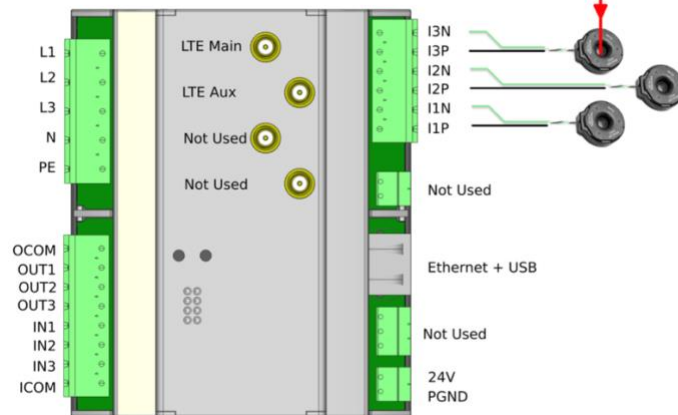 L1
L2
L3
N
PE
OCOM
OUT1
OUT2
OUT3
IN1
IN2
IN3
ICOM
LTE Main
LTE Aux
Not Used
Not Used
I3N
I3P
I2N
I2P
I1N
I1P
Not Used
Ethernet + USB
Not Used
24V
PGND